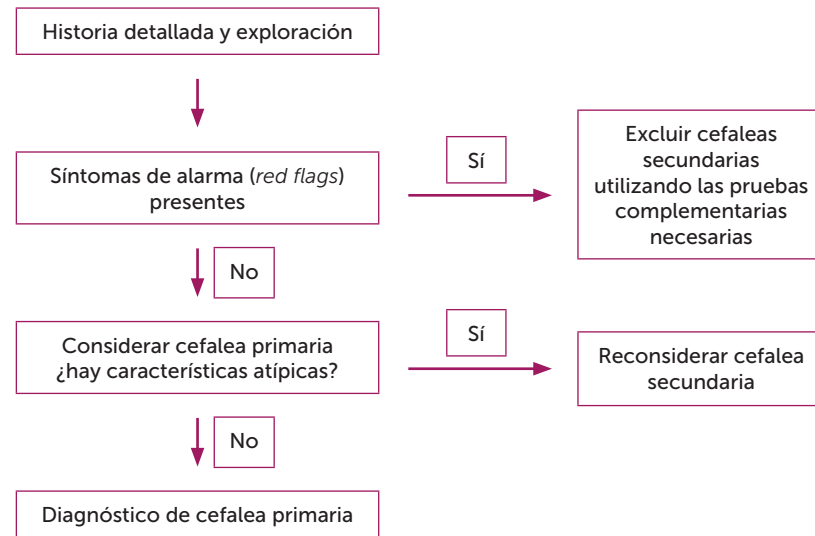 Historia detallada y exploración
Síntomas de alarma (red flags)
presentes
Sí
Excluir cefaleas
secundarias
utilizando las pruebas
complementarias
necesarias
No
Considerar cefalea primaria
¿hay características atípicas?
Sí
Reconsiderar cefalea
secundaria
No
Diagnóstico de cefalea primaria